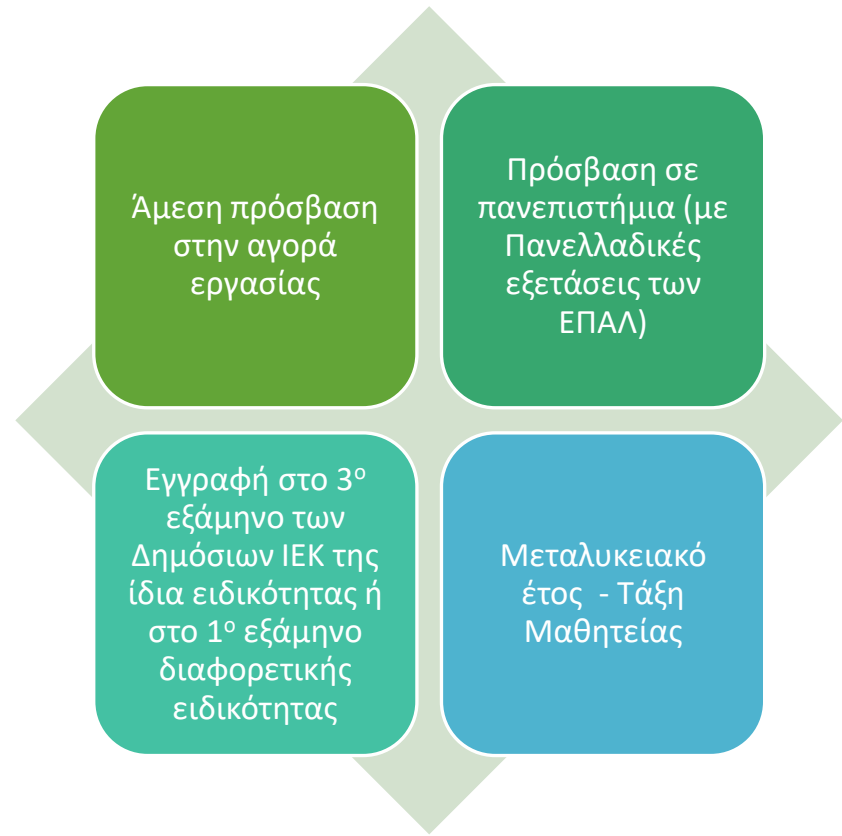 Άμεση πρόσβαση
στην αγορά
εργασίας
Πρόσβαση σε
πανεπιστήμια (με
Πανελλαδικές
εξετάσεις των
ΕΠΑΛ)
Εγγραφή στο 3ο
εξάμηνο των
Δημόσιων ΙΕΚ της
ίδια ειδικότητας ή
στο 1ο εξάμηνο
διαφορετικής
ειδικότητας
Μεταλυκειακό
έτος - Τάξη
Μαθητείας